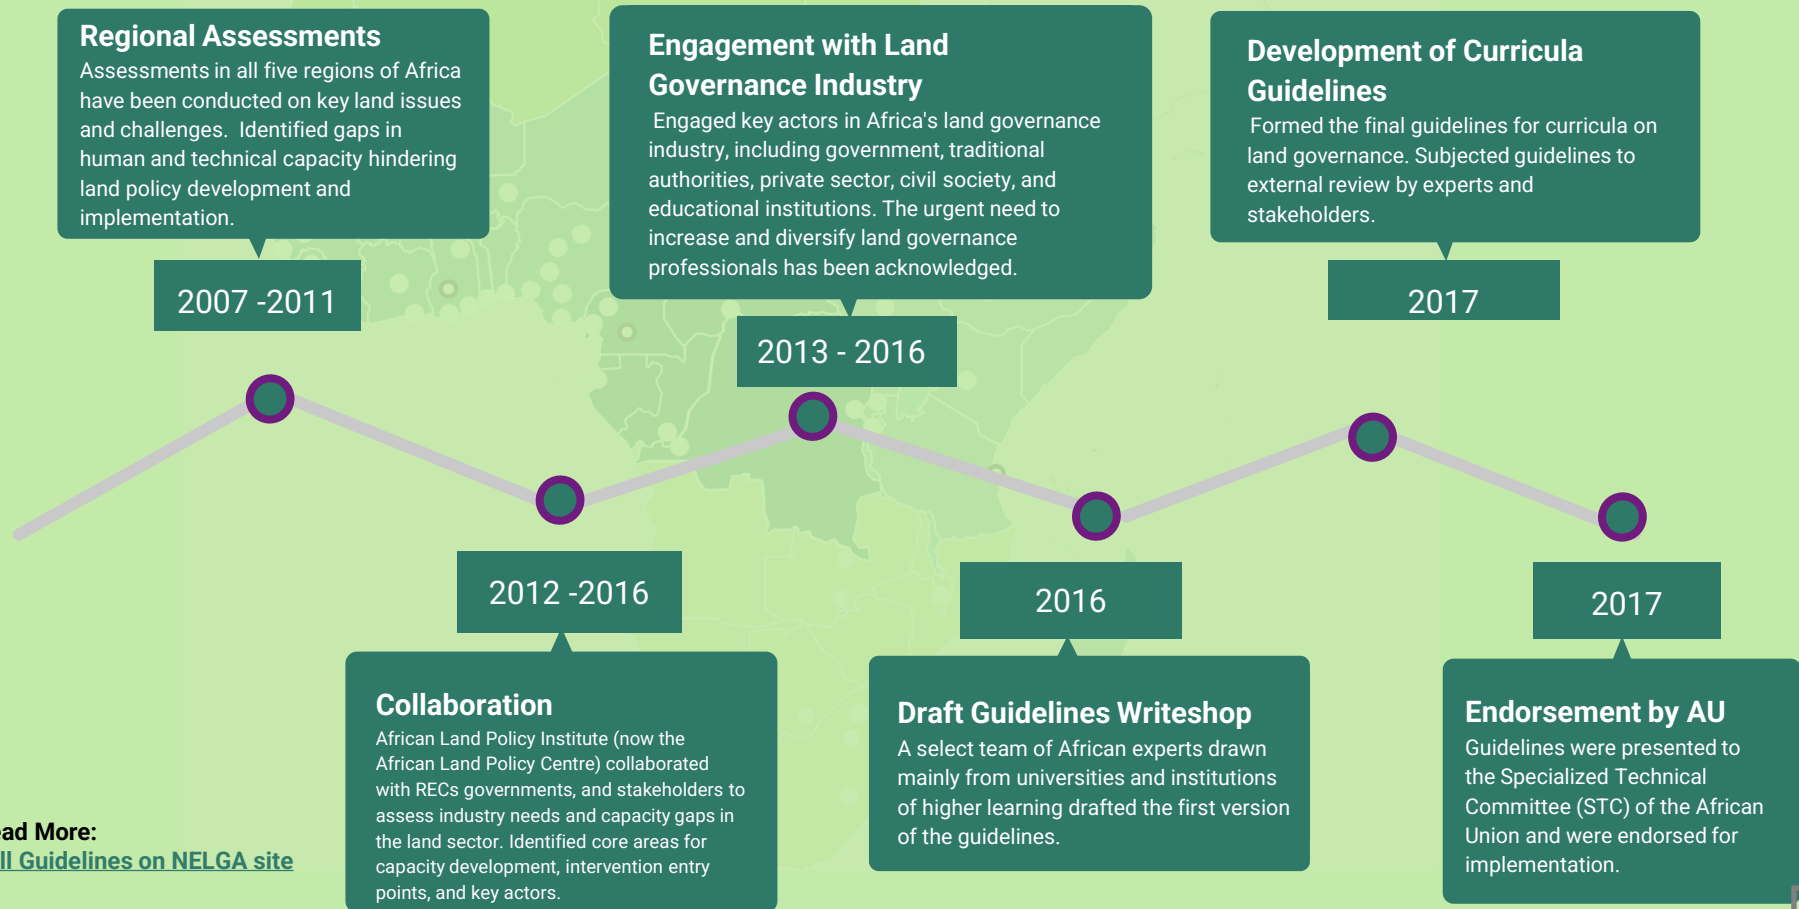 Regional Assessments
Assessments in all five regions of Africa
have been conducted on key land issues
and challenges.  Identified gaps in
human and technical capacity hindering
land policy development and
implementation.
2007 -2011
Engagement with Land
Governance Industry
Engaged key actors in Africa's land governance
industry, including government, traditional
authorities, private sector, civil society, and
educational institutions. The urgent need to
increase and diversify land governance
professionals has been acknowledged.
2013 - 2016
Development of Curricula
Guidelines
Formed the final guidelines for curricula on
land governance. Subjected guidelines to
external review by experts and
stakeholders.
2017
2012 -2016
Collaboration
African Land Policy Institute (now the
African Land Policy Centre) collaborated
with RECs governments, and stakeholders to
assess industry needs and capacity gaps in
the land sector. Identified core areas for
capacity development, intervention entry
points, and key actors.
2016
Draft Guidelines Writeshop
A select team of African experts drawn
mainly from universities and institutions
of higher learning drafted the first version
of the guidelines.
2017
Endorsement by AU
Guidelines were presented to
the Specialized Technical
Committee (STC) of the African
Union and were endorsed for
implementation.
ad More:
ll Guidelines on NELGA site